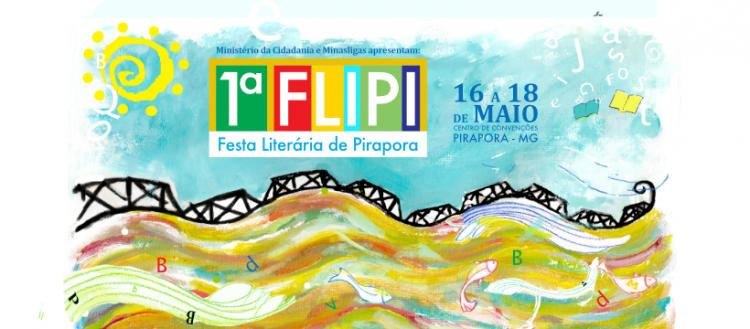 Ministério da Cidadania e Minasligas apresentam:
1ª FLIPI
Festa Literária de Pirapora
16 A 18
DE MAIO
CENTRO DE CONVENÇÕES
PIRAPORA - MG
B
B
d
v
B
d
B
P
B